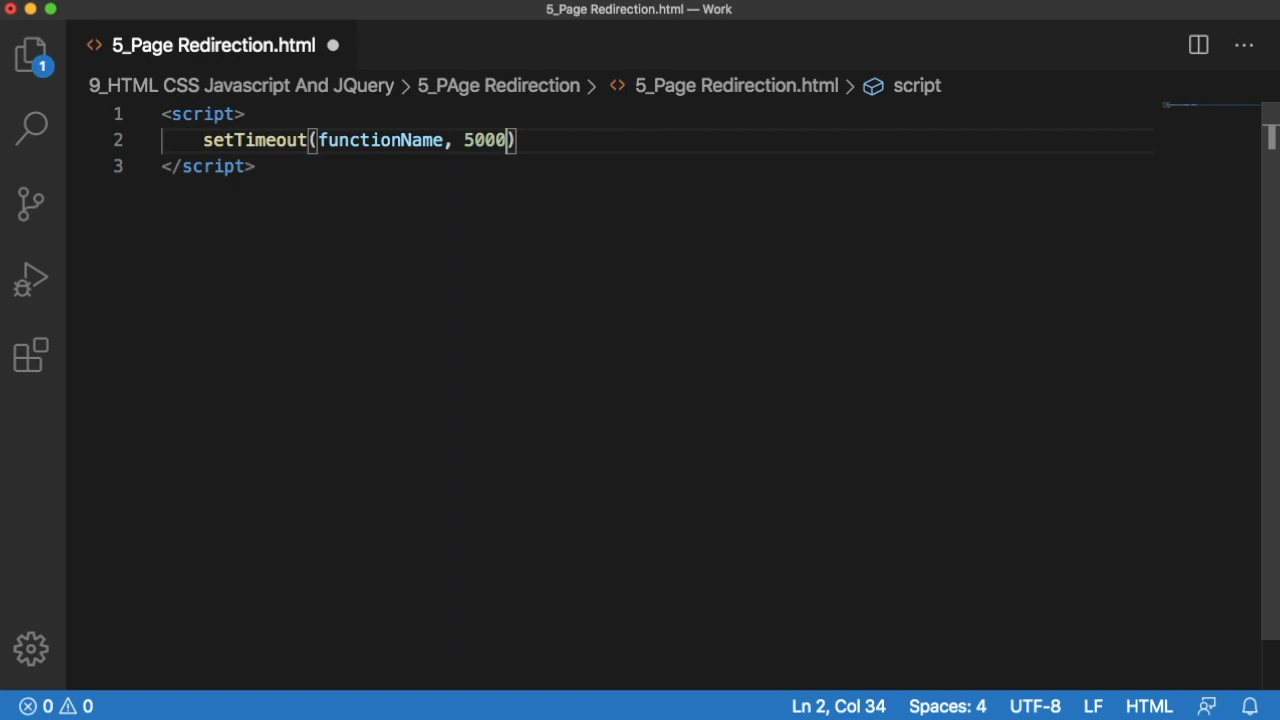 5_Page Redirection.html — Work
5_Page Redirection.html
9_HTML CSS Javascript And JQuery > 5_PAge Redirection > 5_Page Redirection.html > script
1
1 <script>
2 setTimeout(functionName, 5000)
3 </script>
0 0 Ln 2, Col 34 Spaces: 4 UTF-8 LF HTML